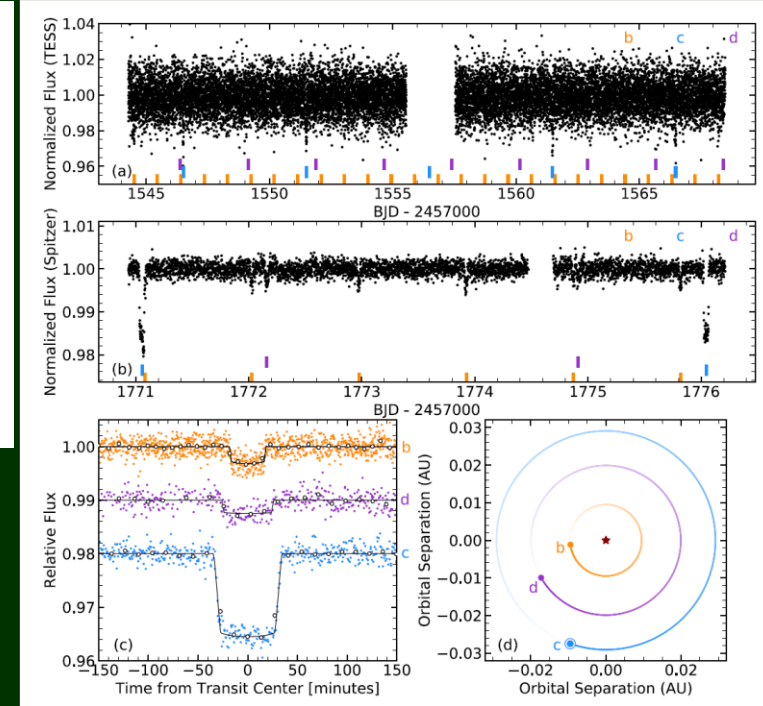 Normalized Flux (TESS)
1.04
1.02
1.00
0.98
0.96
(a)
b c d
1545 1550 1555 1560 1565
BJD - 2457000
Normalized Flux (Spitzer)
1.01
1.00
0.99
0.98
(b)
b c d
1771 1772 1773 1774 1775 1776
BJD - 2457000
Relative Flux
1.00
0.99
0.98
0.97
0.96
b
d
c
(c)
−150 −100 −50 0 50 100 150
Time from Transit Center [minutes]
Orbital Separation (AU)
0.03
0.02
0.01
0.00
−0.01
−0.02
−0.03
b
d
c
(d)
−0.02 0.00 0.02
Orbital Separation (AU)